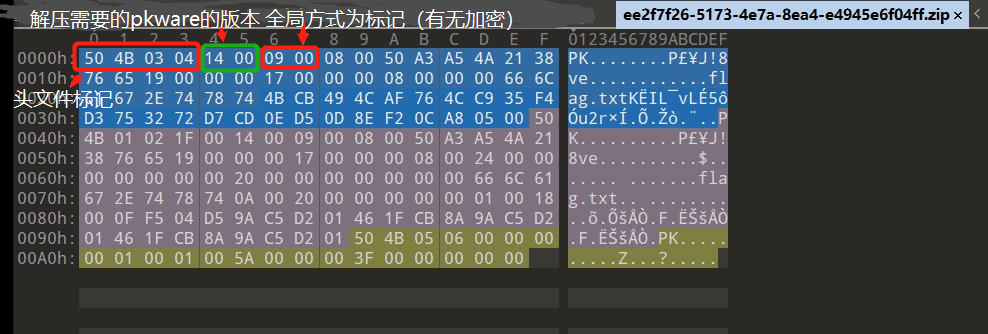 解压需要的pkware的版本 全局方式为标记（有无加密）
ee2f7f26-5173-4e7a-8ea4-e4945e6f04ff.zip ×
0 1 2 3 4 5 6 7 8 9 A B C D E F 0123456789ABCDEF
0000h: 50 4B 03 04 14 00 09 00 08 00 50 A3 A5 4A 21 38 PK........P£¥J!8
0010h: 76 65 19 00 00 00 17 00 00 00 08 00 00 00 66 6C ve............fl
头文件标记
67 2E 74 78 74 4B CB 49 4C AF 76 4C C9 35 F4 ag.txtKËIL¯vLÉ5ô
0030h: D3 75 32 72 D7 CD 0E D5 0D 8E F2 0C A8 05 00 50 Óu2r×Í.Õ.Žò.¨..P
0040h: 4B 01 02 1F 00 14 00 09 00 08 00 50 A3 A5 4A 21 K..........P£¥J!
0050h: 38 76 65 19 00 00 00 17 00 00 00 08 00 24 00 00 8ve..........$..
0060h: 00 00 00 00 00 20 00 00 00 00 00 00 00 66 6C 61 ..... .......fla
0070h: 67 2E 74 78 74 0A 00 20 00 00 00 00 00 01 00 18 g.txt.. ........
0080h: 00 0F F5 04 D5 9A C5 D2 01 46 1F CB 8A 9A C5 D2 ..õ.ÕšÅÒ.F.ËŠšÅÒ
0090h: 01 46 1F CB 8A 9A C5 D2 01 50 4B 05 06 00 00 00 .F.ËŠšÅÒ.PK.....
00A0h: 00 01 00 01 00 5A 00 00 00 3F 00 00 00 00 00 .....Z...?.....